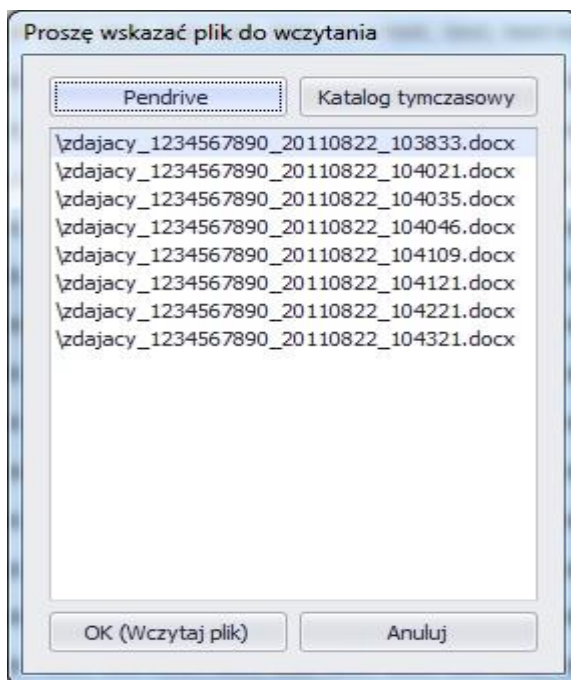 Proszę wskazać plik do wczytania
Pendrive Katalog tymczasowy
\zdajacy_1234567890_20110822_103833.docx
\zdajacy_1234567890_20110822_104021.docx
\zdajacy_1234567890_20110822_104035.docx
\zdajacy_1234567890_20110822_104046.docx
\zdajacy_1234567890_20110822_104109.docx
\zdajacy_1234567890_20110822_104121.docx
\zdajacy_1234567890_20110822_104221.docx
\zdajacy_1234567890_20110822_104321.docx
OK (Wczytaj plik) Anuluj